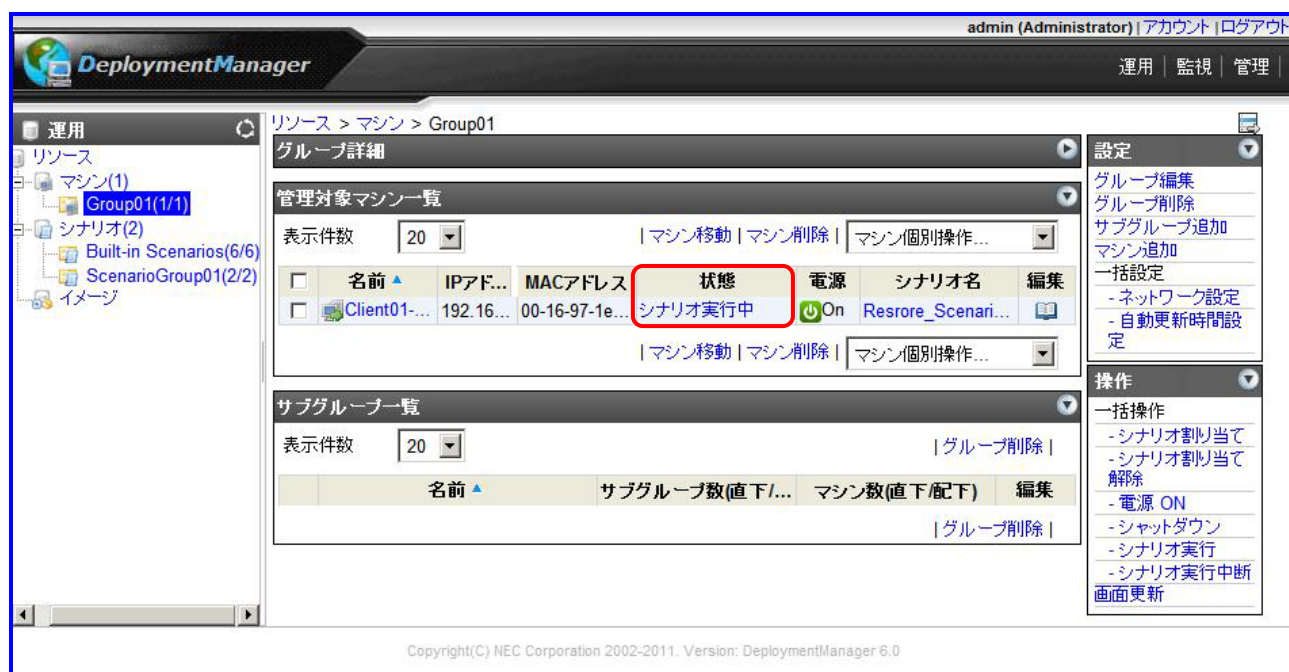 admin (Administrator) | アカウント | ログアウト
DeploymentManager
運用 | 監視 | 管理 |
運用
リソース
マシン(1)
Group01(1/1)
シナリオ(2)
Built-in Scenarios(6/6)
ScenarioGroup01(2/2)
イメージ
リソース > マシン > Group01
グループ詳細
管理対象マシン一覧
表示件数 20 | マシン移動 | マシン削除 | マシン個別操作...
名前 IPアド... MACアドレス 状態 電源 シナリオ名 編集
Client01-... 192.16... 00-16-97-1e... シナリオ実行中 On Resrore_Scenari...
| マシン移動 | マシン削除 | マシン個別操作...
サブグループ一覧
表示件数 20 | グループ削除 |
名前 サブグループ数(直下/... マシン数(直下/配下) 編集
| グループ削除 |
設定
グループ編集
グループ削除
サブグループ追加
マシン追加
一括設定
- ネットワーク設定
- 自動更新時間設
定
操作
一括操作
- シナリオ割り当て
- シナリオ割り当て
解除
- 電源 ON
- シャットダウン
- シナリオ実行
- シナリオ実行中断
画面更新
Copyright(C) NEC Corporation 2002-2011. Version: DeploymentManager 6.0